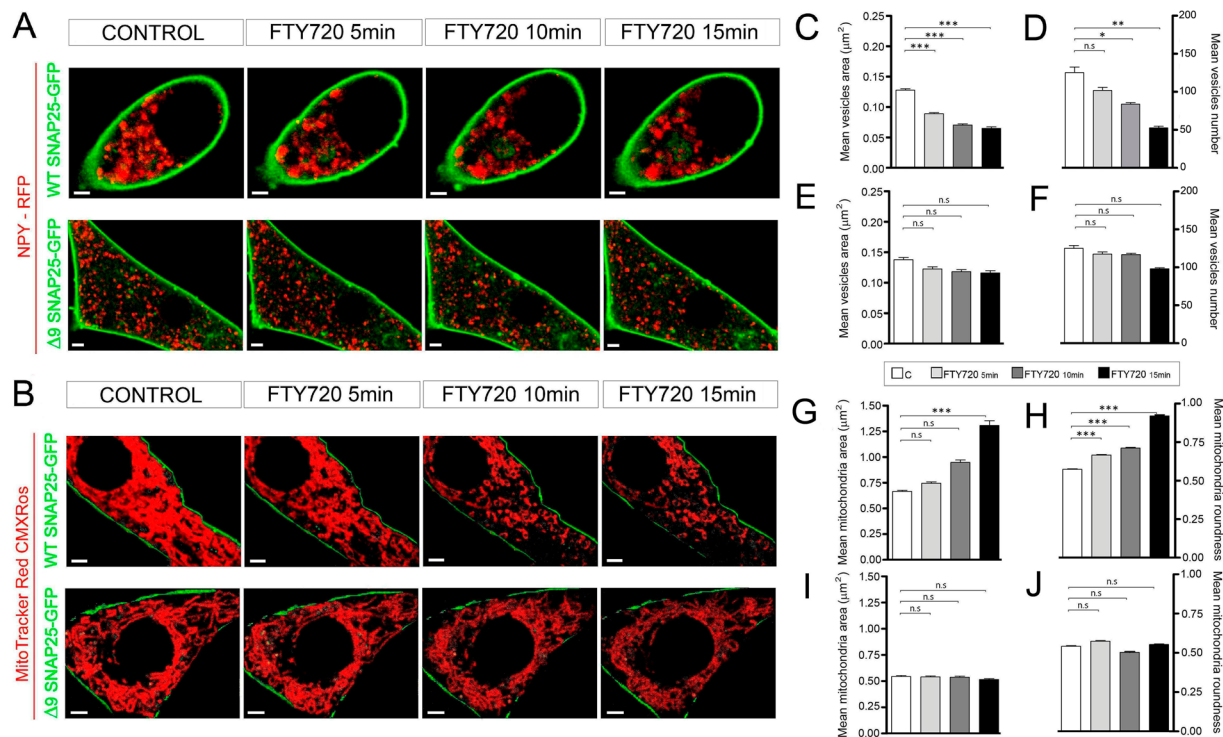 A
CONTROL
FTY720 5min
FTY720 10min
FTY720 15min
NPY - RFP
WT SNAP25-GFP
Δ9 SNAP25-GFP
B
CONTROL
FTY720 5min
FTY720 10min
FTY720 15min
MitoTracker Red CMXRos
WT SNAP25-GFP
Δ9 SNAP25-GFP
C
Mean vesicles area (μm²)
0.25
0.20
0.15
0.10
0.05
0.00
***
***
***
D
Mean vesicles number
200
150
100
50
0
**
*
n.s
E
Mean vesicles area (μm²)
0.25
0.20
0.15
0.10
0.05
0.00
n.s
n.s
n.s
F
Mean vesicles number
200
150
100
50
0
n.s
n.s
n.s
C
FTY720 5min
FTY720 10min
FTY720 15min
G
Mean mitochondria area (μm²)
1.50
1.25
1.00
0.75
0.50
0.25
0.00
***
n.s
n.s
H
Mean mitochondria roundness
1.00
0.75
0.50
0.25
0.00
***
***
***
I
Mean mitochondria area (μm²)
1.50
1.25
1.00
0.75
0.50
0.25
0.00
n.s
n.s
n.s
J
Mean mitochondria roundness
1.00
0.75
0.50
0.25
0.00
n.s
n.s
n.s